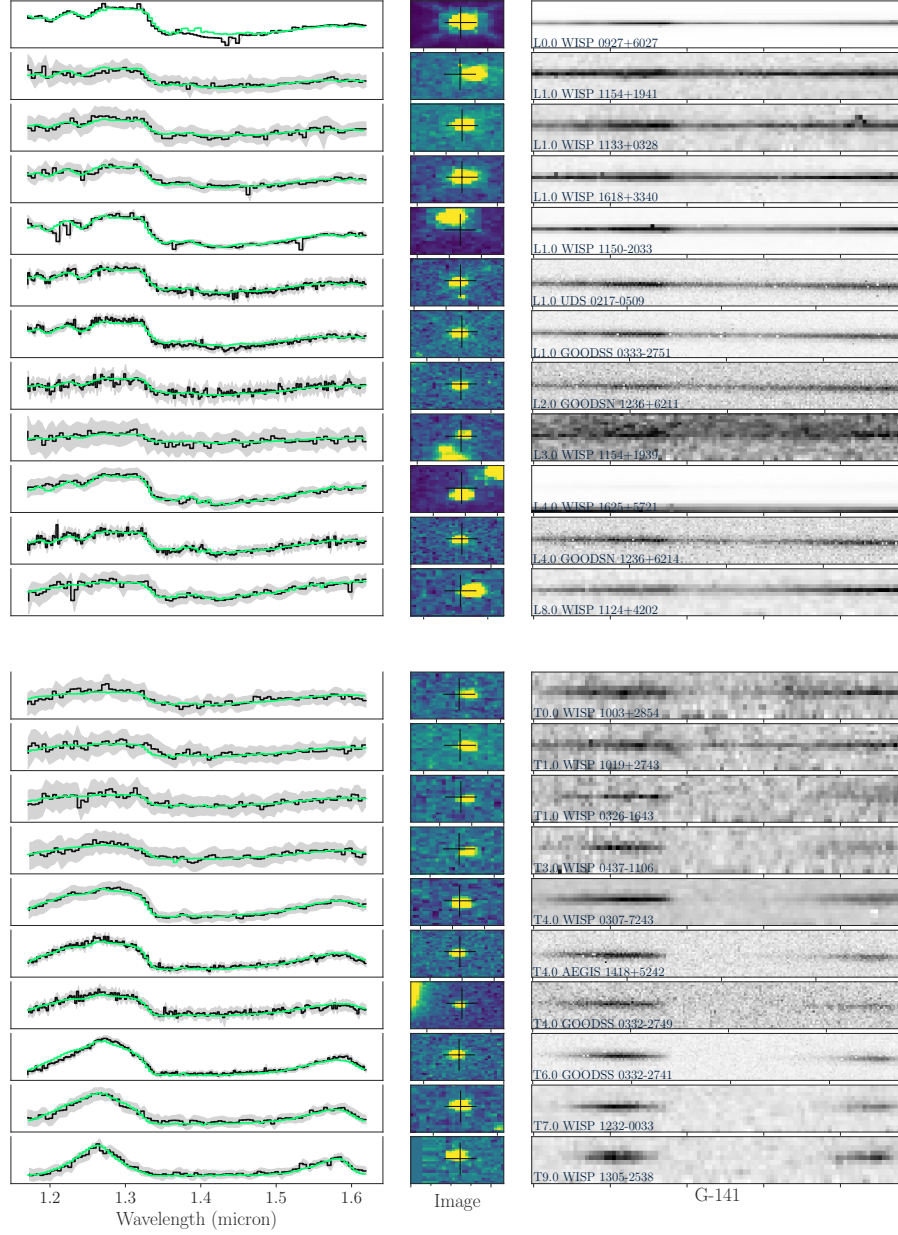 L0.0 WISP 0927+6027
L1.0 WISP 1154+1941
L1.0 WISP 1133+0328
L1.0 WISP 1618+3340
L1.0 WISP 1150-2033
L1.0 UDS 0217-0509
L1.0 GOODSS 0333-2751
L2.0 GOODSN 1236+6211
L3.0 WISP 1154+1939
L4.0 WISP 1625+5721
L4.0 GOODSN 1236+6214
L8.0 WISP 1124+4202
T0.0 WISP 1003+2854
T1.0 WISP 1019+2743
T1.0 WISP 0326-1643
T3.0 WISP 0437-1106
T4.0 WISP 0307-7243
T4.0 AEGIS 1418+5242
T4.0 GOODSS 0332-2749
T6.0 GOODSS 0332-2741
T7.0 WISP 1232-0033
T9.0 WISP 1305-2538
1.2 1.3 1.4 1.5 1.6
Wavelength (micron)
Image
G-141